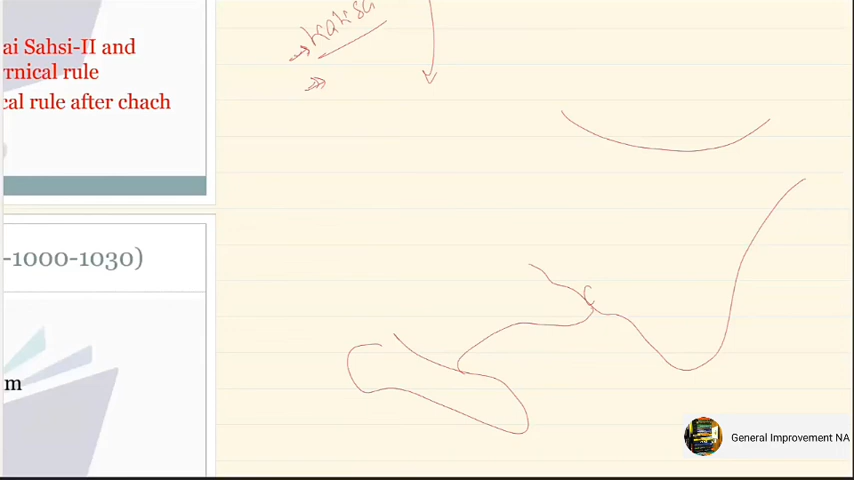 ai Sahsi-II and
rnical rule
cal rule after chach
-1000-1030)
m
General Improvement NA